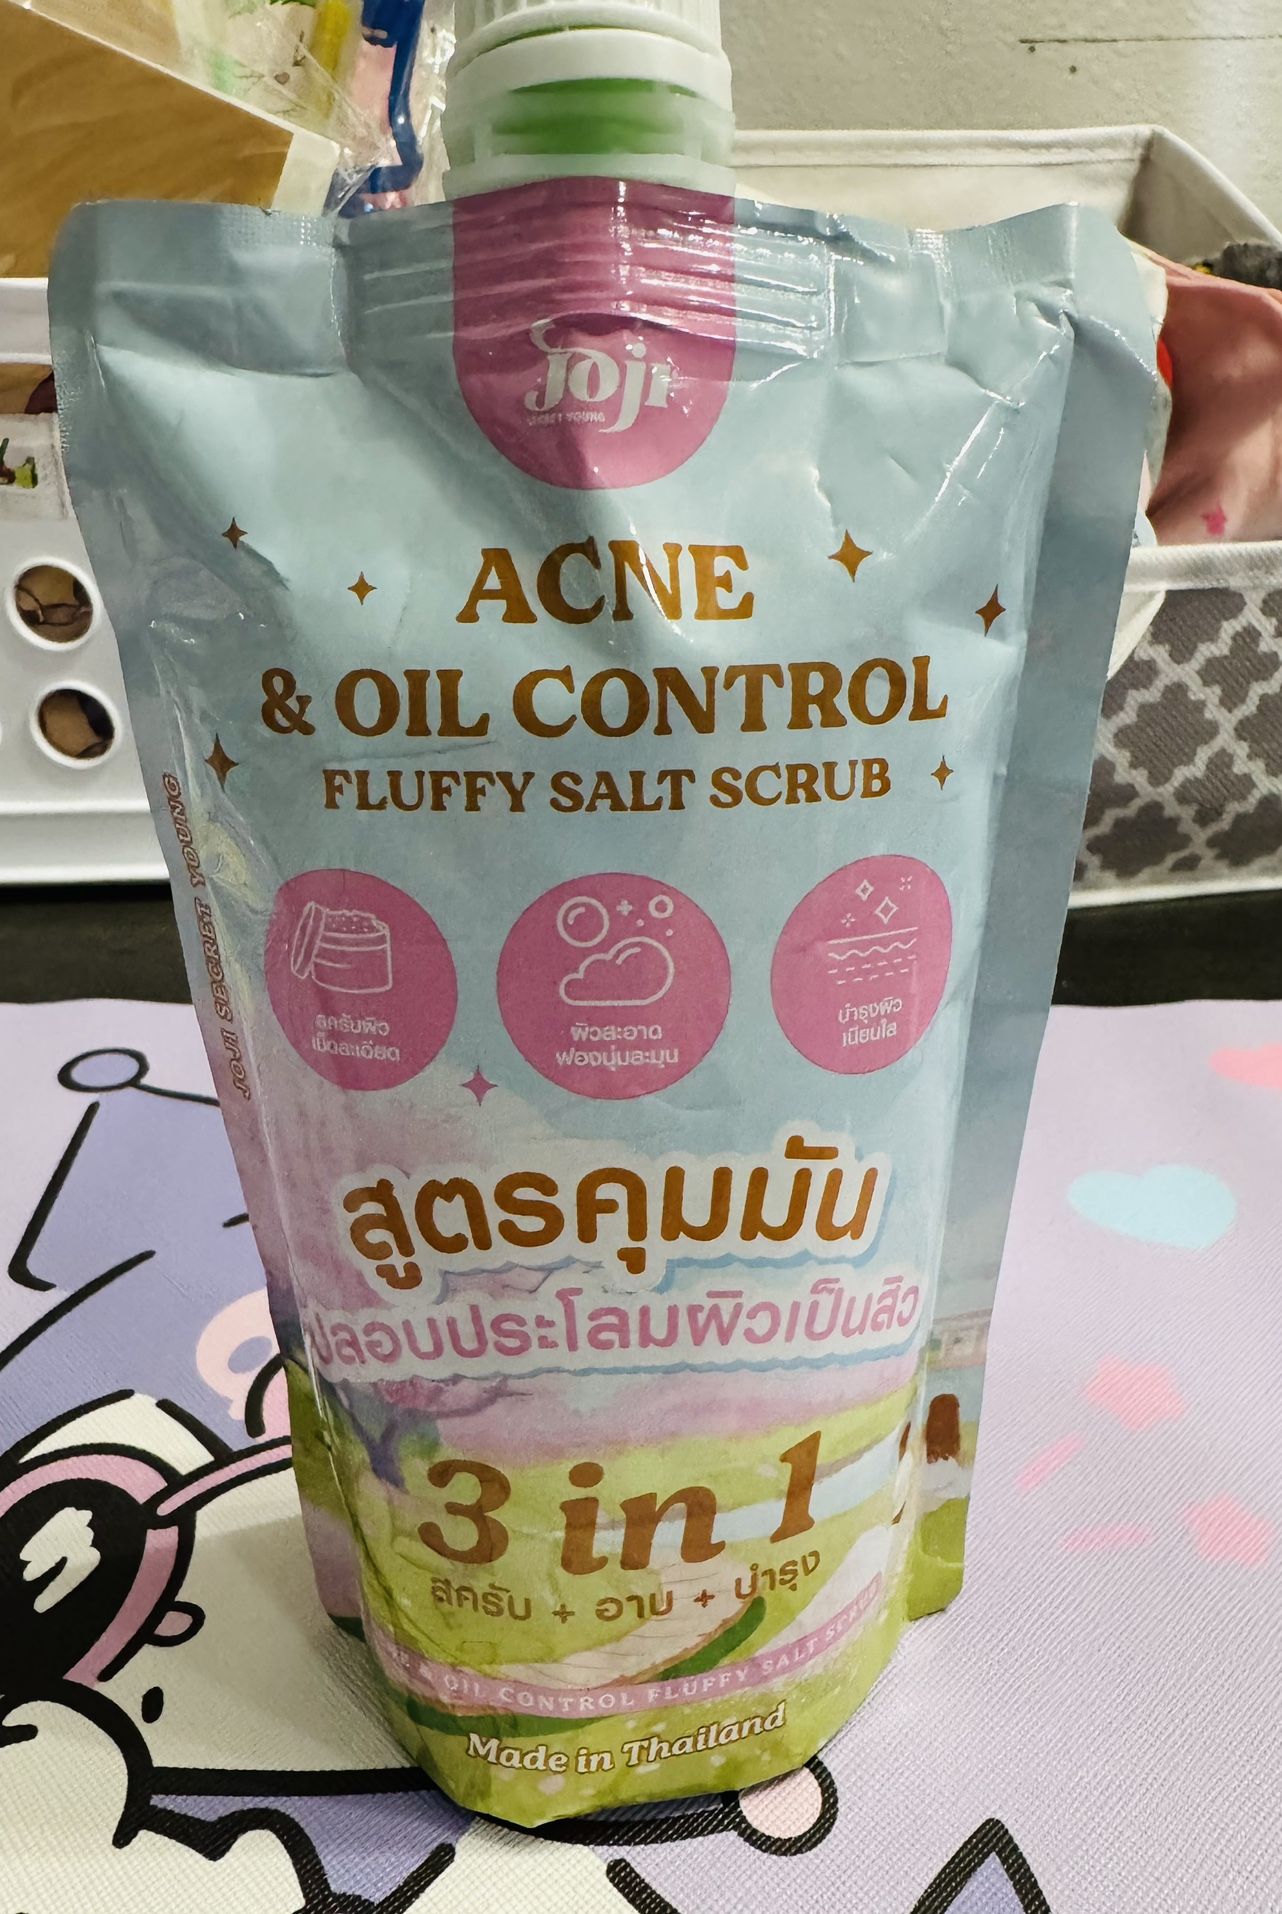 Joji
SECRET YOUNG
ACNE
& OIL CONTROL
FLUFFY SALT SCRUB
JOJI SECRET YOUNG
สครับผิว
เม็ดละเอียด
ผิวสะอาด
ฟองนุ่มละมุน
บำรุงผิว
เนียนใส
สูตรคุมมัน
ปลอบประโลมผิวเป็นสิว
3 in 1
สครับ + อาบ + บำรุง
& OIL CONTROL FLUFFY SALT SCRUB
Made in Thailand